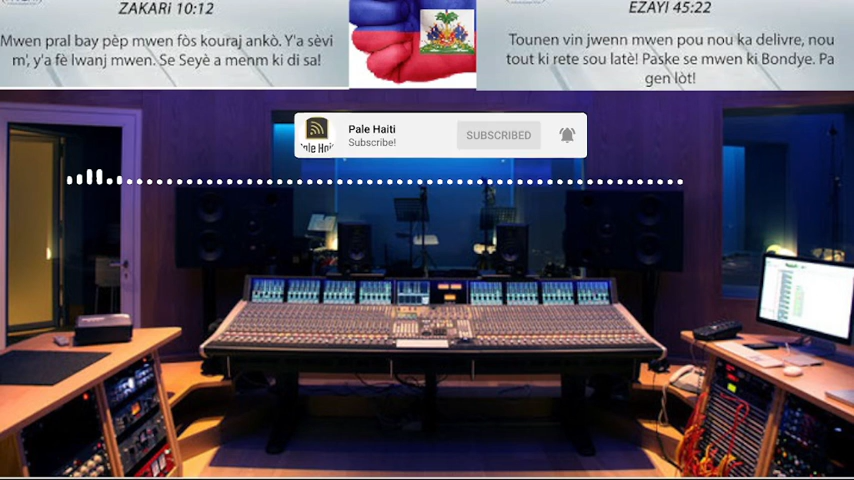 ZAKARi 10:12
Mwen pral bay pèp mwen fòs kouraj ankò. Y'a sèvi
m', y'a fè lwanj mwen. Se Seyè a menm ki di sa!
EZAYI 45:22
Tounen vin jwenn mwen pou nou ka delivre, nou
tout ki rete sou latè! Paske se mwen ki Bondye. Pa
gen lòt!
Pale Haiti
Subscribe!
SUBSCRIBED